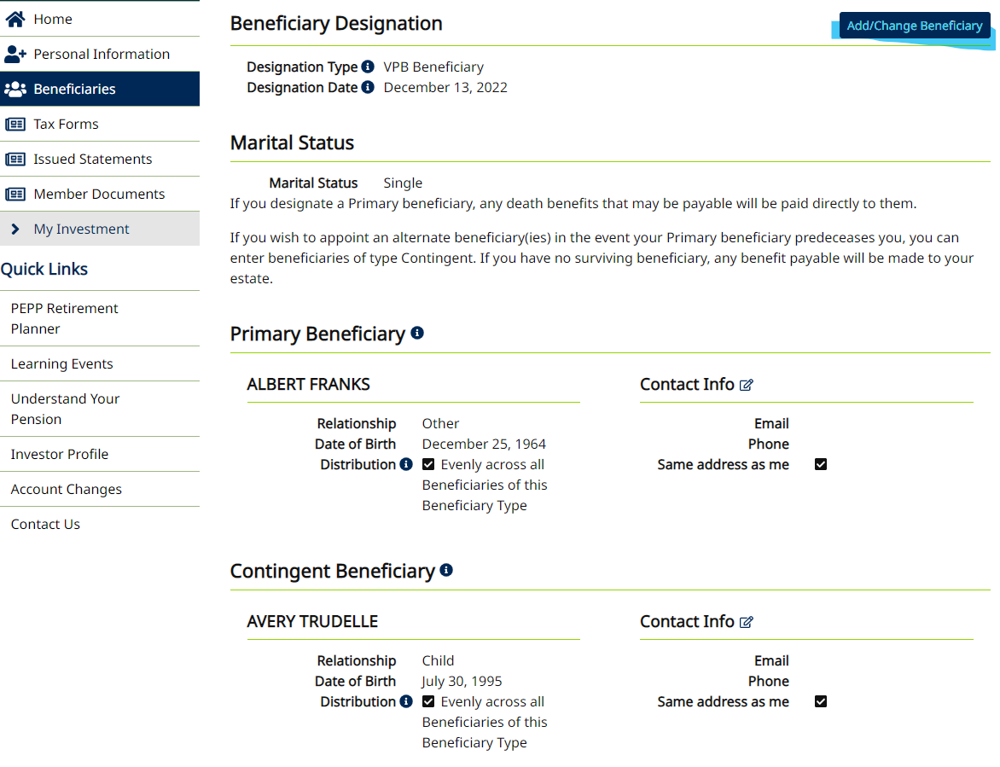 Home
Personal Information
Beneficiaries
Tax Forms
Issued Statements
Member Documents
My Investment
Quick Links
PEPP Retirement
Planner
Learning Events
Understand Your
Pension
Investor Profile
Account Changes
Contact Us
Beneficiary Designation
Add/Change Beneficiary
Designation Type VPB Beneficiary
Designation Date December 13, 2022
Marital Status
Marital Status Single
If you designate a Primary beneficiary, any death benefits that may be payable will be paid directly to them.
If you wish to appoint an alternate beneficiary(ies) in the event your Primary beneficiary predeceases you, you can
enter beneficiaries of type Contingent. If you have no surviving beneficiary, any benefit payable will be made to your
estate.
Primary Beneficiary
ALBERT FRANKS
Relationship Other
Date of Birth December 25, 1964
Distribution Evenly across all
Beneficiaries of this
Beneficiary Type
Contact Info
Email
Phone
Same address as me
Contingent Beneficiary
AVERY TRUDELLE
Relationship Child
Date of Birth July 30, 1995
Distribution Evenly across all
Beneficiaries of this
Beneficiary Type
Contact Info
Email
Phone
Same address as me